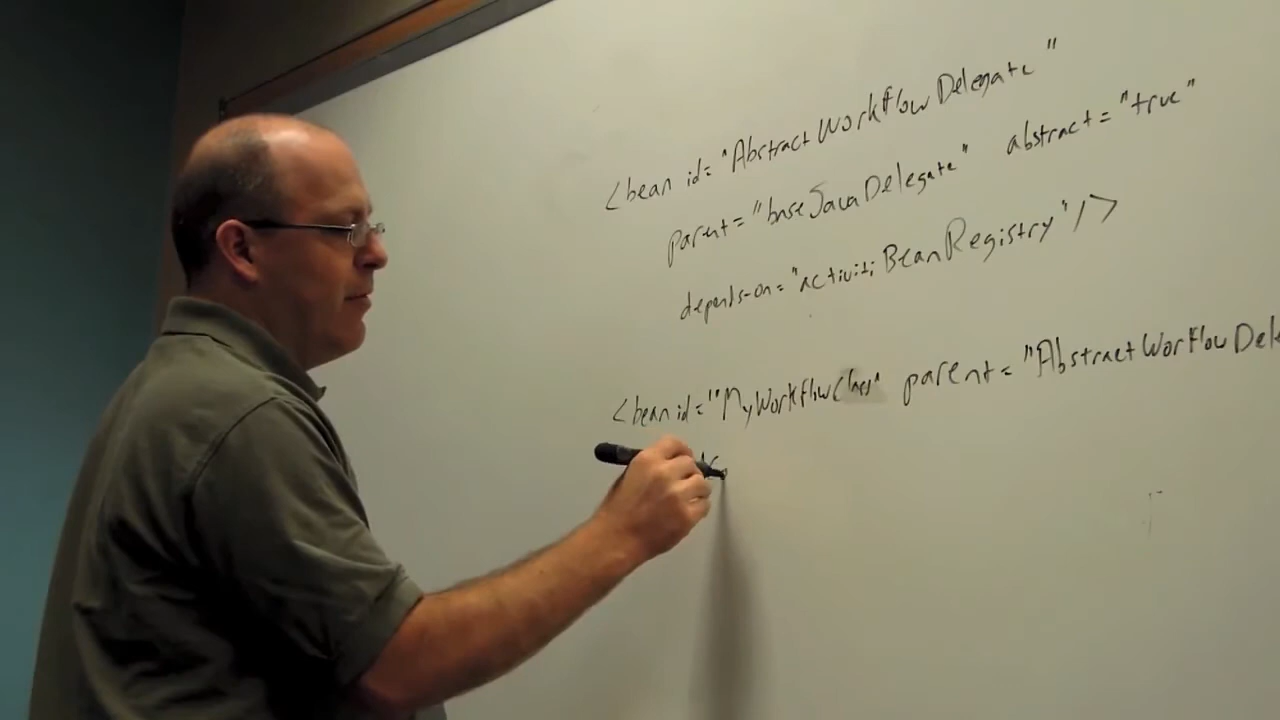 <bean id="AbstractWorkflowDelegate"
parent="baseJavaDelegate" abstract="true"
depends-on="activitiBeanRegistry"/>
<bean id="MyWorkflowClass" parent="AbstractWorkflowDel